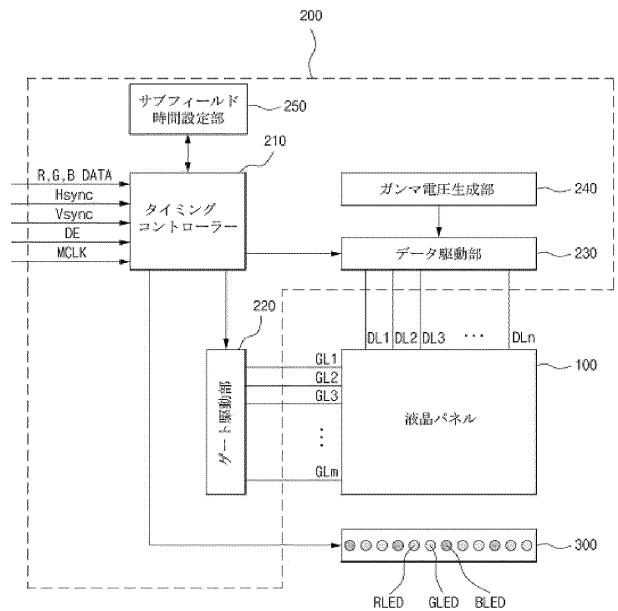 200
サブフィールド
時間設定部
250
210
R,G,B DATA
Hsync
Vsync
DE
MCLK
タイミング
コントローラー
ガンマ電圧生成部
240
データ駆動部
230
220
DL1 DL2 DL3 ··· DLn
ゲート駆動部
GL1
GL2
GL3
⋮
GLm
100
液晶パネル
300
RLED GLED BLED